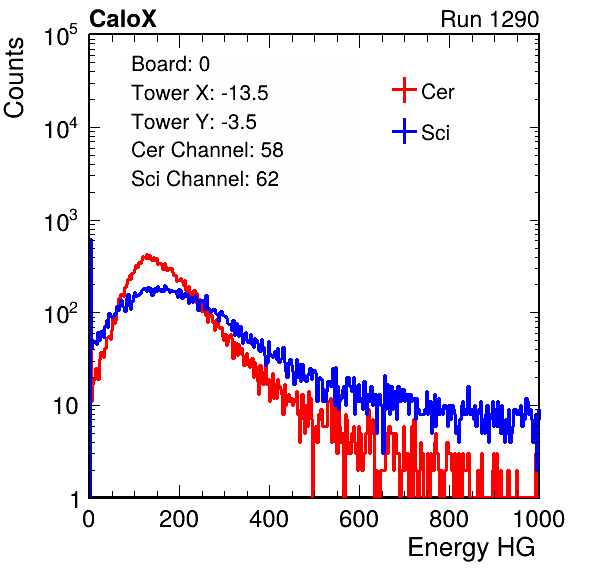 CaloX Run 1290
Counts
10^5
10^4
10^3
10^2
10
1
Board: 0
Tower X: -13.5
Tower Y: -3.5
Cer Channel: 58
Sci Channel: 62
Cer
Sci
0 200 400 600 800 1000
Energy HG